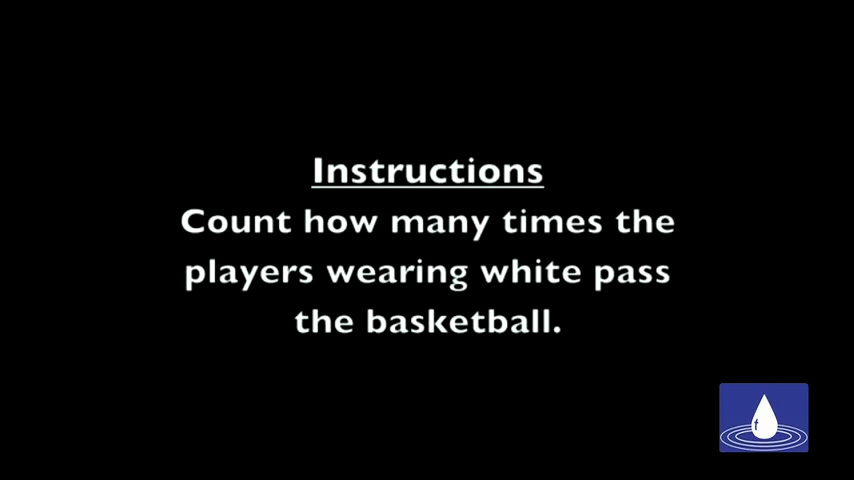 Instructions
Count how many times the
players wearing white pass
the basketball.
t